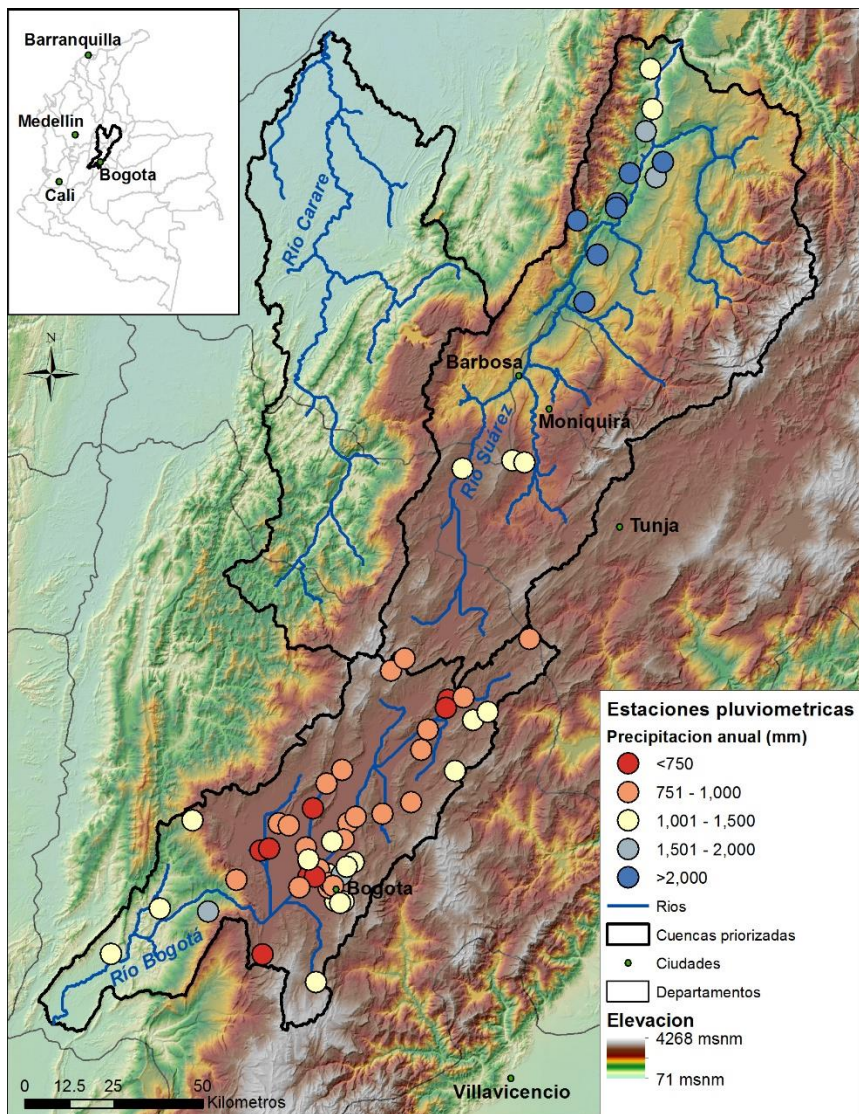 Barranquilla
Medellin
Bogota
Cali
N
Río Carare
Barbosa
Moniquirá
Río Suárez
Tunja
Bogota
Río Bogotá
Villavicencio
0 12.5 25 50
Kilometros
Estaciones pluviometricas
Precipitacion anual (mm)
<750
751 - 1,000
1,001 - 1,500
1,501 - 2,000
>2,000
Rios
Cuencas priorizadas
Ciudades
Departamentos
Elevacion
4268 msnm
71 msnm